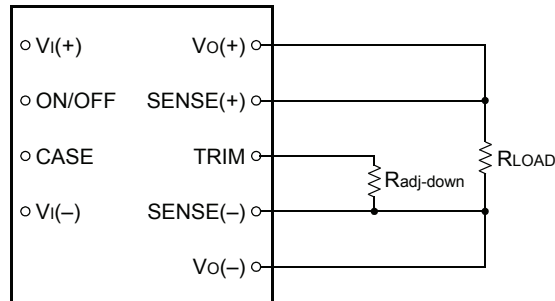 VI(+) VO(+)
ON/OFF SENSE(+)
CASE TRIM
RLOAD
Radj-down
VI(–) SENSE(–)
VO(–)